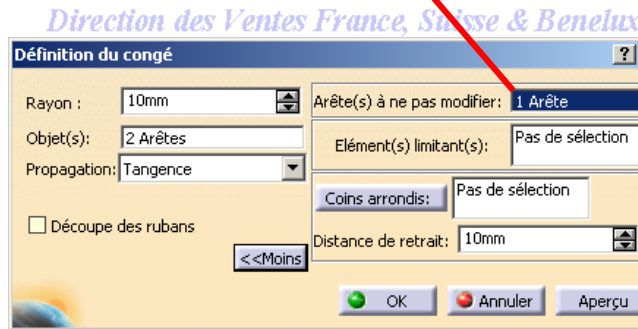 Direction des Ventes France, Suisse & Benelux
Définition du congé
?
Rayon : 10mm
Objet(s): 2 Arêtes
Propagation: Tangence
Découpe des rubans
<<Moins
Arête(s) à ne pas modifier: 1 Arête
Elément(s) limitant(s): Pas de sélection
Coins arrondis: Pas de sélection
Distance de retrait: 10mm
OK
Annuler
Aperçu